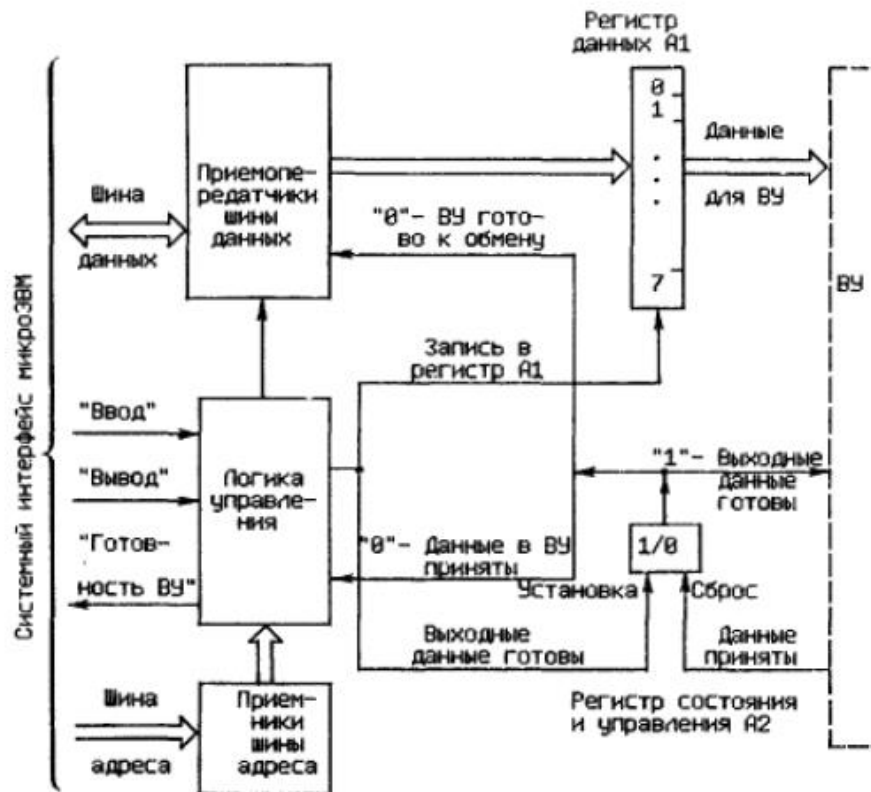 Регистр
данных А1
0
1
7
Данные
для ВУ
ВУ
Приемопе-
редатчики
шины
данных
Шина
данных
"0"- ВУ гото-
во к обмену
Запись в
регистр А1
Системный интерфейс микроЭВМ
"Ввод"
"Вывод"
"Готов-
ность ВУ"
Логика
управле-
ния
"1"- Выходные
данные
готовы
"0"- Данные в ВУ
приняты
1/0
Установка
Сброс
Выходные
данные готовы
Данные
приняты
Регистр состояния
и управления А2
Шина
адреса
Прием-
ники
шины
адреса